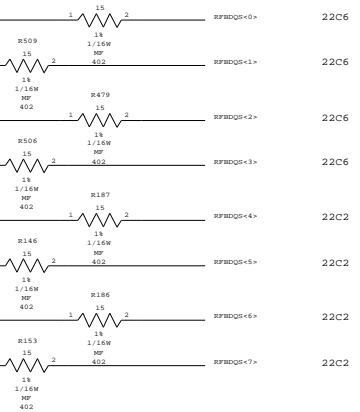 15
1 2 RFBDQS<0> 22C6
1%
1/16W
MF
402
R509
15
2 RFBDQS<1> 22C6
1%
1/16W
MF
402
R479
15
1 2 RFBDQS<2> 22C6
1%
1/16W
MF
402
R506
15
2 RFBDQS<3> 22C6
1%
1/16W
MF
402
R187
15
1 2 RFBDQS<4> 22C2
1%
1/16W
MF
402
R146
15
2 RFBDQS<5> 22C2
1%
1/16W
MF
402
R186
15
1 2 RFBDQS<6> 22C2
1%
1/16W
MF
402
R153
15
2 RFBDQS<7> 22C2
1%
1/16W
MF
402